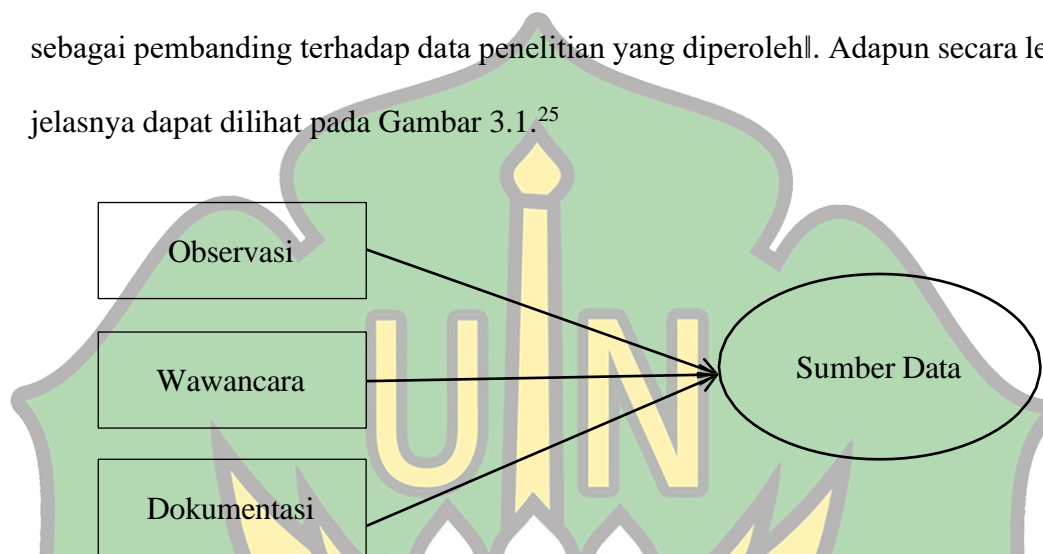 sebagai pembanding terhadap data penelitian yang diperoleh‖. Adapun secara le
jelasnya dapat dilihat pada Gambar 3.1.25
Observasi
Wawancara
Sumber Data
Dokumentasi
UIN